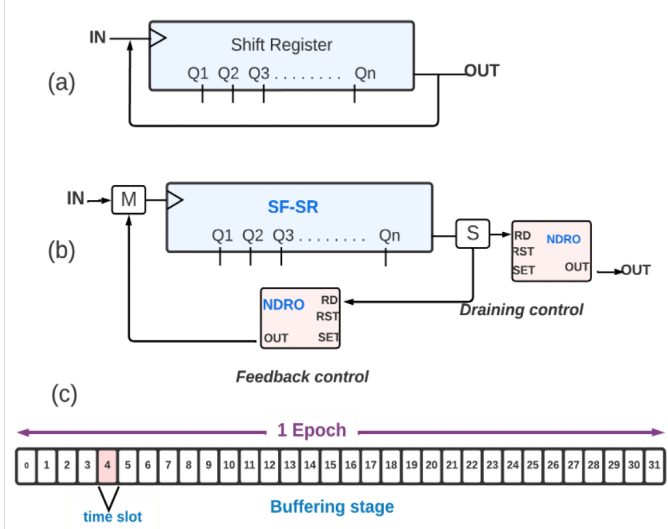 IN
Shift Register
Q1 Q2 Q3 . . . . . . . . Qn
OUT
(a)
IN
M
SF-SR
Q1 Q2 Q3 . . . . . . . . Qn
S
RD
NDRO
RST
SET
OUT
OUT
(b)
Draining control
NDRO
RD
RST
OUT
SET
Feedback control
(c)
1 Epoch
0 1 2 3 4 5 6 7 8 9 10 11 12 13 14 15 16 17 18 19 20 21 22 23 24 25 26 27 28 29 30 31
time slot
Buffering stage